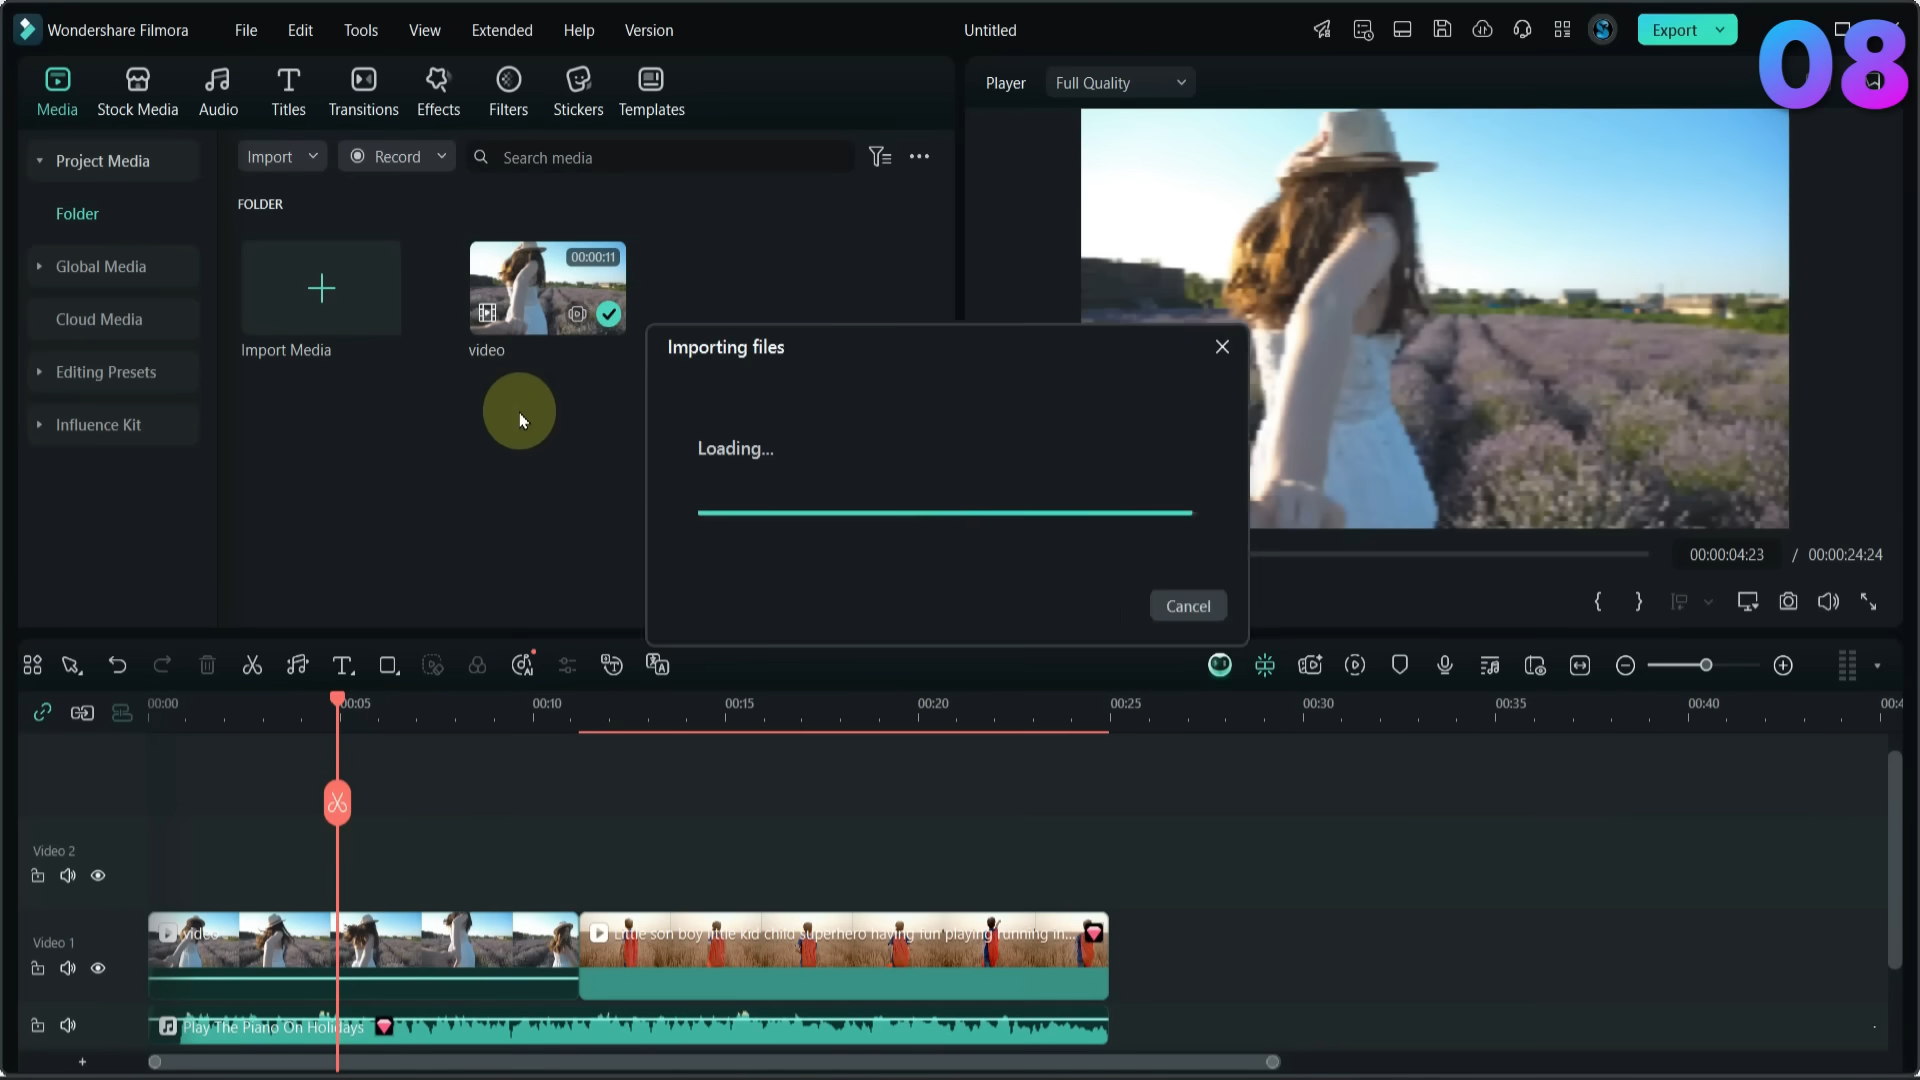 Wondershare Filmora
File
Edit
Tools
View
Extended
Help
Version
Untitled
Export
08
Media
Stock Media
Audio
Titles
Transitions
Effects
Filters
Stickers
Templates
Player
Full Quality
Project Media
Folder
Global Media
Cloud Media
Editing Presets
Influence Kit
Import
Record
Search media
FOLDER
Import Media
00:00:11
video
Importing files
Loading...
Cancel
00:00:04:23 / 00:00:24:24
00:00
00:05
00:10
00:15
00:20
00:25
00:30
00:35
00:40
Video 2
Video 1
video
Little son boy little kid child superhero having fun playing running in...
Play The Piano On Holidays